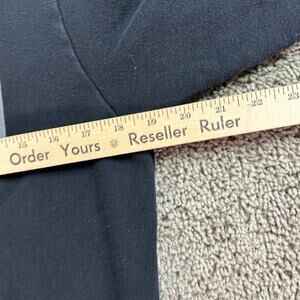 15 16 17 18 19 20 21 22 23
Order Yours @ Reseller Ruler